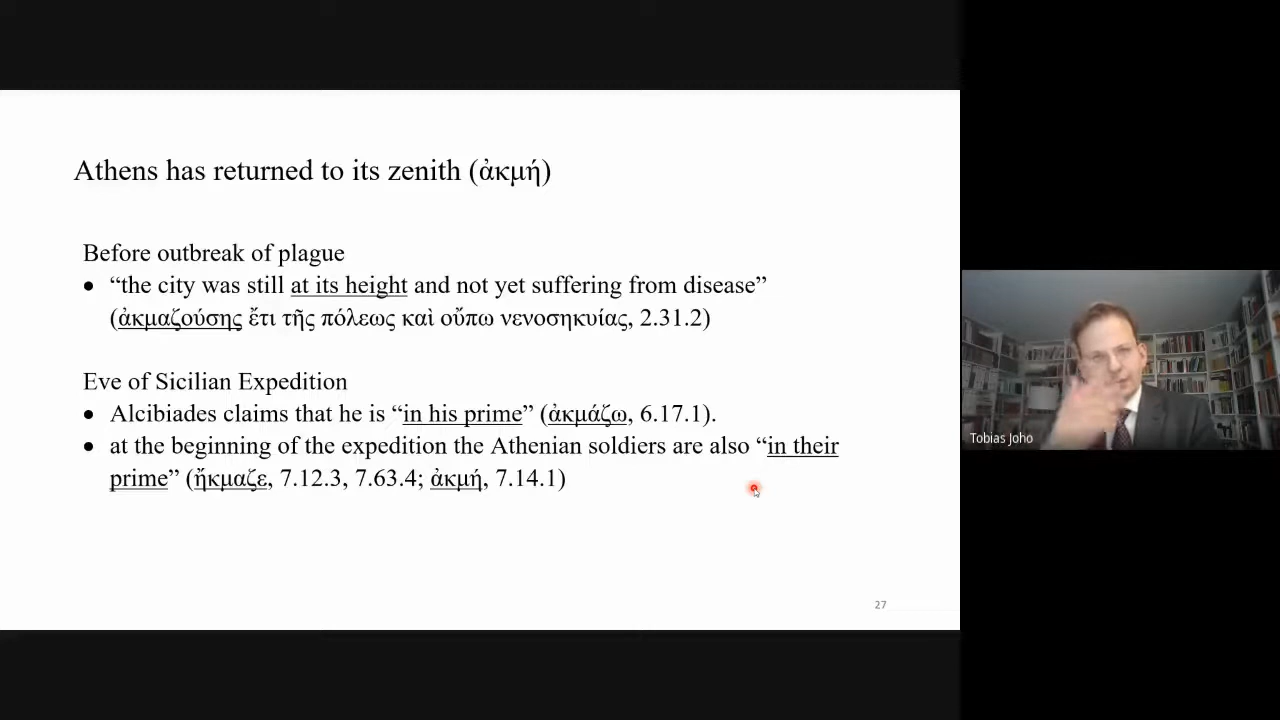 Athens has returned to its zenith (ἀκμή)
Before outbreak of plague
• “the city was still at its height and not yet suffering from disease”
(ἀκμαζούσης ἔτι τῆς πόλεως καὶ οὔπω νενοσηκυίας, 2.31.2)
Eve of Sicilian Expedition
• Alcibiades claims that he is “in his prime” (ἀκμάζω, 6.17.1).
• at the beginning of the expedition the Athenian soldiers are also “in their
prime” (ἤκμαζε, 7.12.3, 7.63.4; ἀκμή, 7.14.1)
27
Tobias Joho